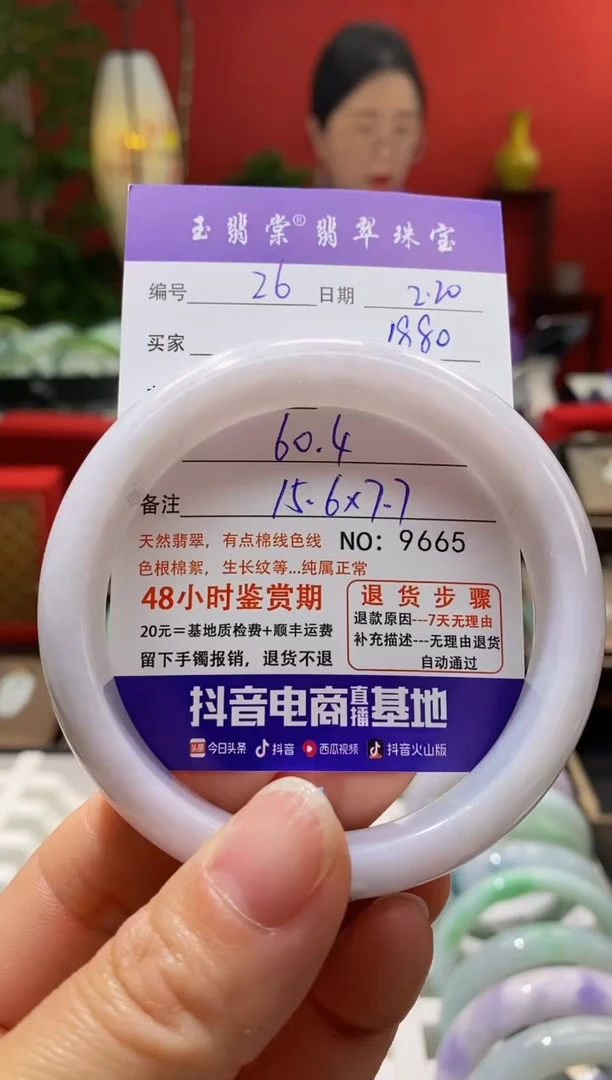 玉翡棠® 翡翠珠宝
编号 26 日期 2.20
买家 1880
60.4
备注 15.6×7.7
天然翡翠，有点棉线色线 NO：9665
色根棉絮，生长纹等...纯属正常
48小时鉴赏期
20元=基地质检费+顺丰运费
留下手镯报销，退货不退
退货步骤
退款原因---7天无理由
补充描述---无理由退货
自动通过
抖音电商直播基地
头条 今日头条 抖音 西瓜视频 抖音火山版